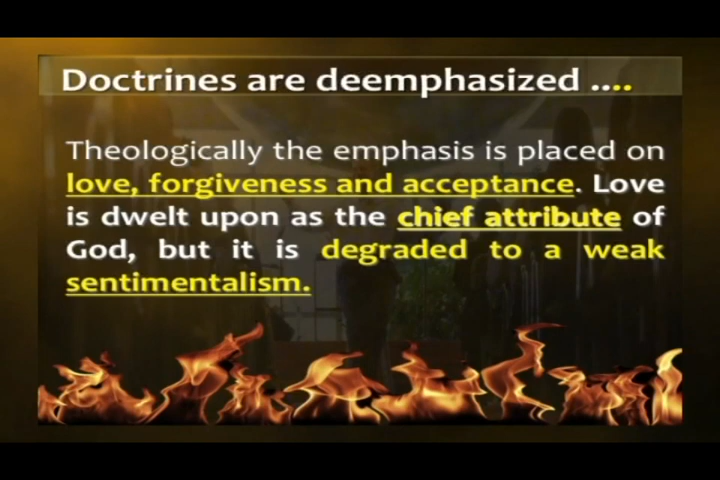 Doctrines are deemphasized ....
Theologically the emphasis is placed on
love, forgiveness and acceptance. Love
is dwelt upon as the chief attribute of
God, but it is degraded to a weak
sentimentalism.